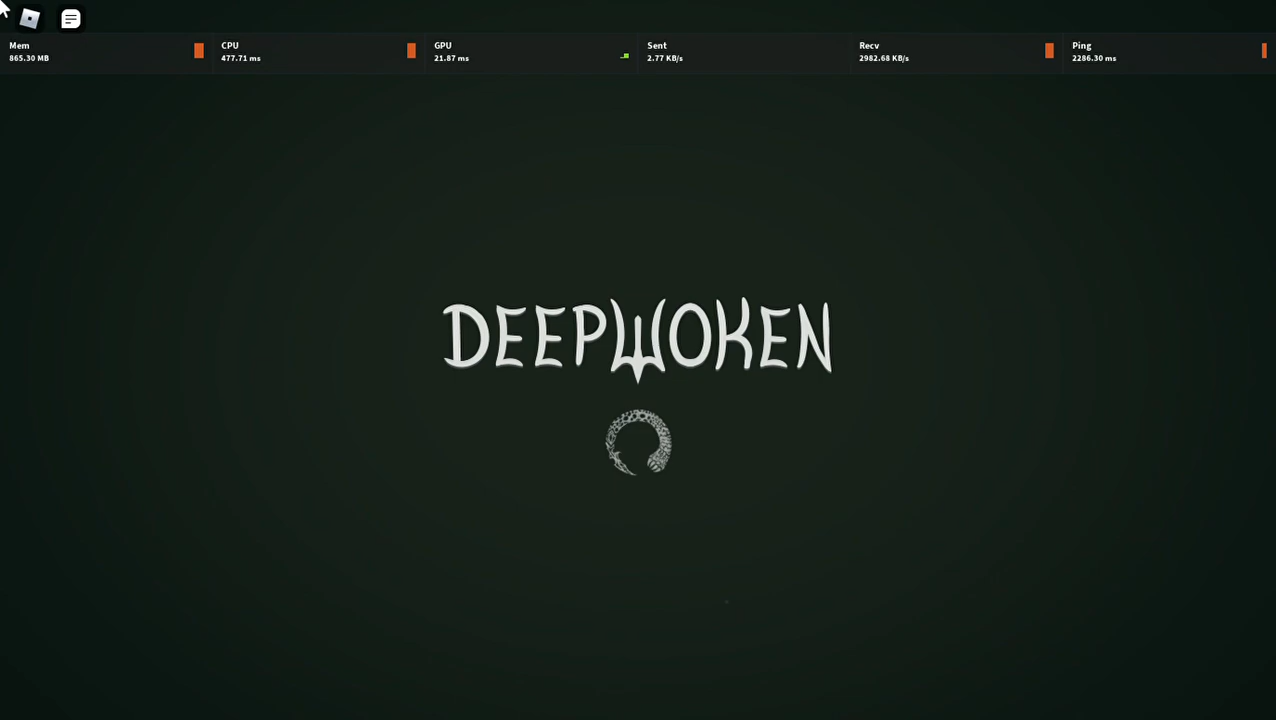 Mem CPU GPU Sent Recv Ping
865.30 MB 477.71 ms 21.87 ms 2.77 KB/s 2982.68 KB/s 2286.30 ms
DEEPWOKEN